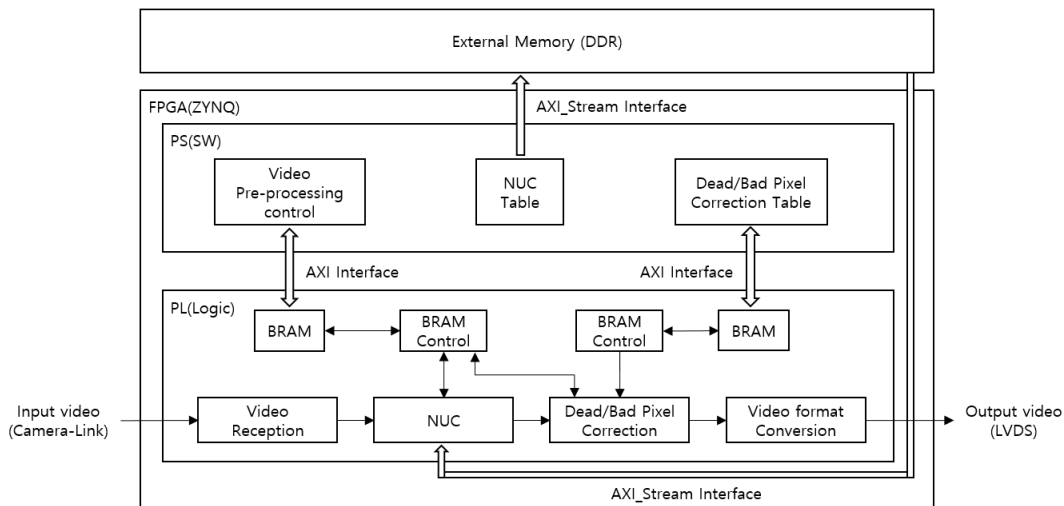 External Memory (DDR)
AXI_Stream Interface
FPGA(ZYNQ)
PS(SW)
Video
Pre-processing
control
NUC
Table
Dead/Bad Pixel
Correction Table
AXI Interface
AXI Interface
PL(Logic)
BRAM
BRAM
Control
BRAM
Control
BRAM
Input video
(Camera-Link)
Video
Reception
NUC
Dead/Bad Pixel
Correction
Video format
Conversion
Output video
(LVDS)
AXI_Stream Interface